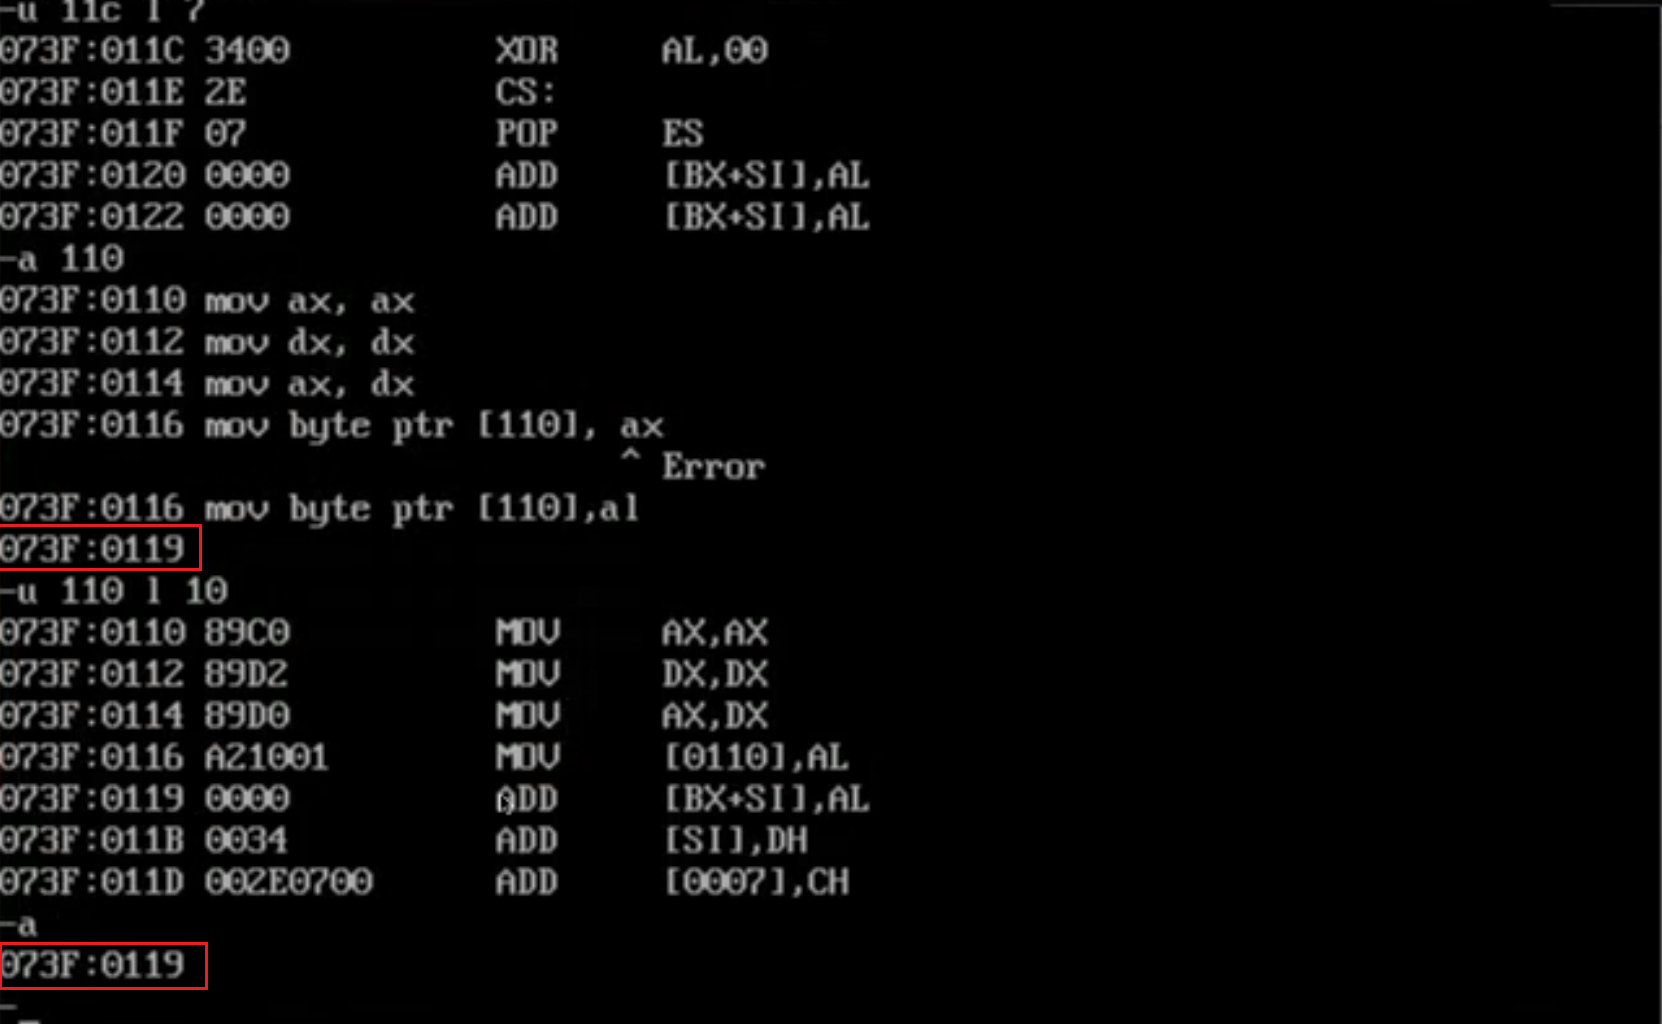 -u 11c l 7
073F:011C 3400 XOR AL,00
073F:011E 2E CS:
073F:011F 07 POP ES
073F:0120 0000 ADD [BX+SI],AL
073F:0122 0000 ADD [BX+SI],AL
-a 110
073F:0110 mov ax, ax
073F:0112 mov dx, dx
073F:0114 mov ax, dx
073F:0116 mov byte ptr [110], ax
^ Error
073F:0116 mov byte ptr [110],al
073F:0119
-u 110 l 10
073F:0110 89C0 MOV AX,AX
073F:0112 89D2 MOV DX,DX
073F:0114 89D0 MOV AX,DX
073F:0116 A21001 MOV [0110],AL
073F:0119 0000 ADD [BX+SI],AL
073F:011B 0034 ADD [SI],DH
073F:011D 002E0700 ADD [0007],CH
-a
073F:0119
-